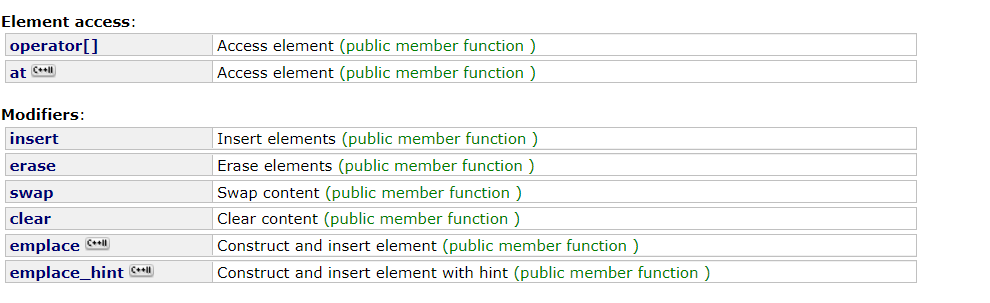 Element access:
operator[] Access element (public member function )
at C++11 Access element (public member function )
Modifiers:
insert Insert elements (public member function )
erase Erase elements (public member function )
swap Swap content (public member function )
clear Clear content (public member function )
emplace C++11 Construct and insert element (public member function )
emplace_hint C++11 Construct and insert element with hint (public member function )